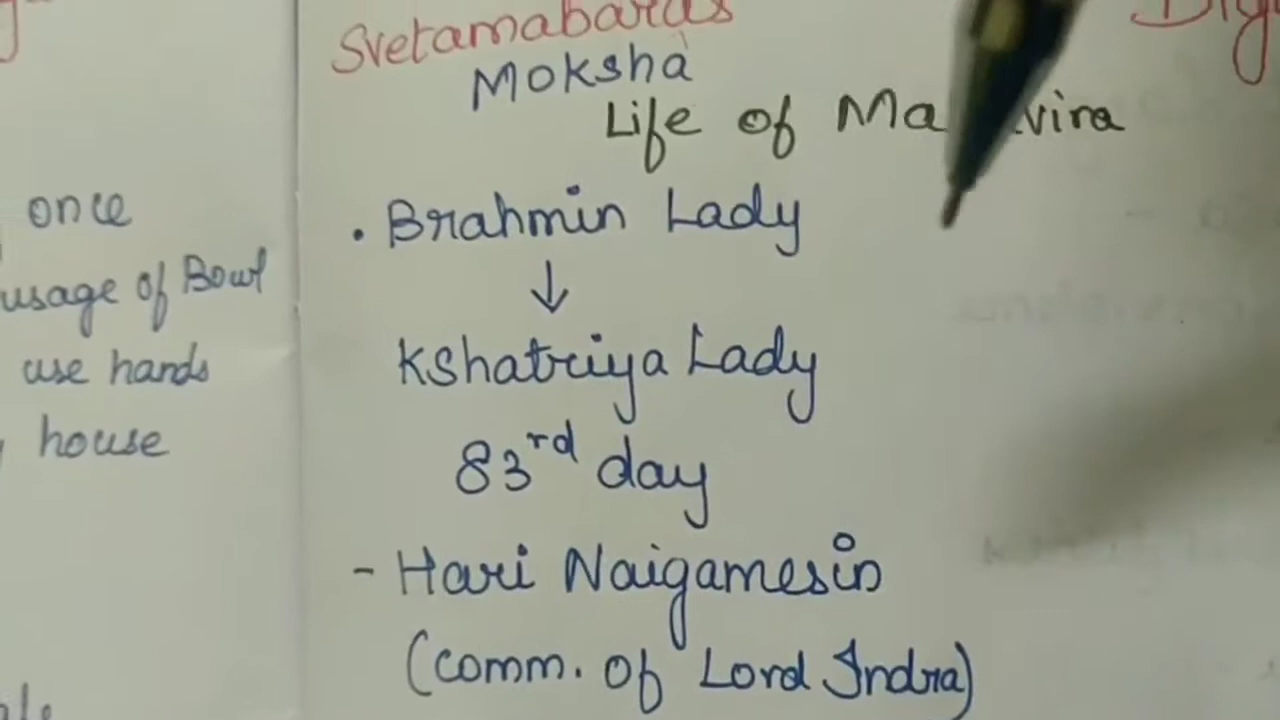 Svetamabaras
Moksha
Life of
. Brahmin Lady
↓
Kshatriya Lady
83rd day
- Hari Naigamesin
(comm. of Lord Indra)
once
usage of Bowl
use hands
house